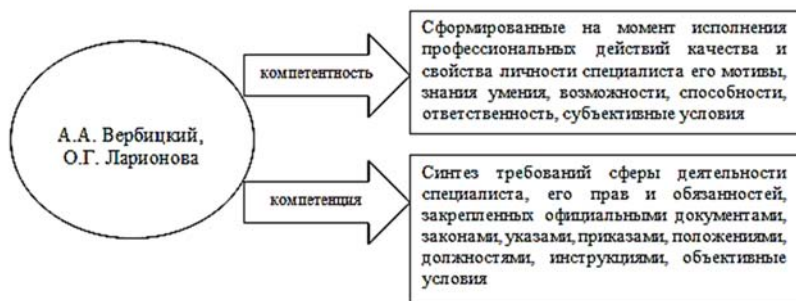 А.А. Вербицкий,
О.Г. Ларионова
компетентность
Сформированные на момент исполнения
профессиональных действий качества и
свойства личности специалиста его мотивы,
знания умения, возможности, способности,
ответственность, субъективные условия
компетенция
Синтез требований сферы деятельности
специалиста, его прав и обязанностей,
закрепленных официальными документами,
законами, указами, приказами, положениями,
должностями, инструкциями, объективные
условия